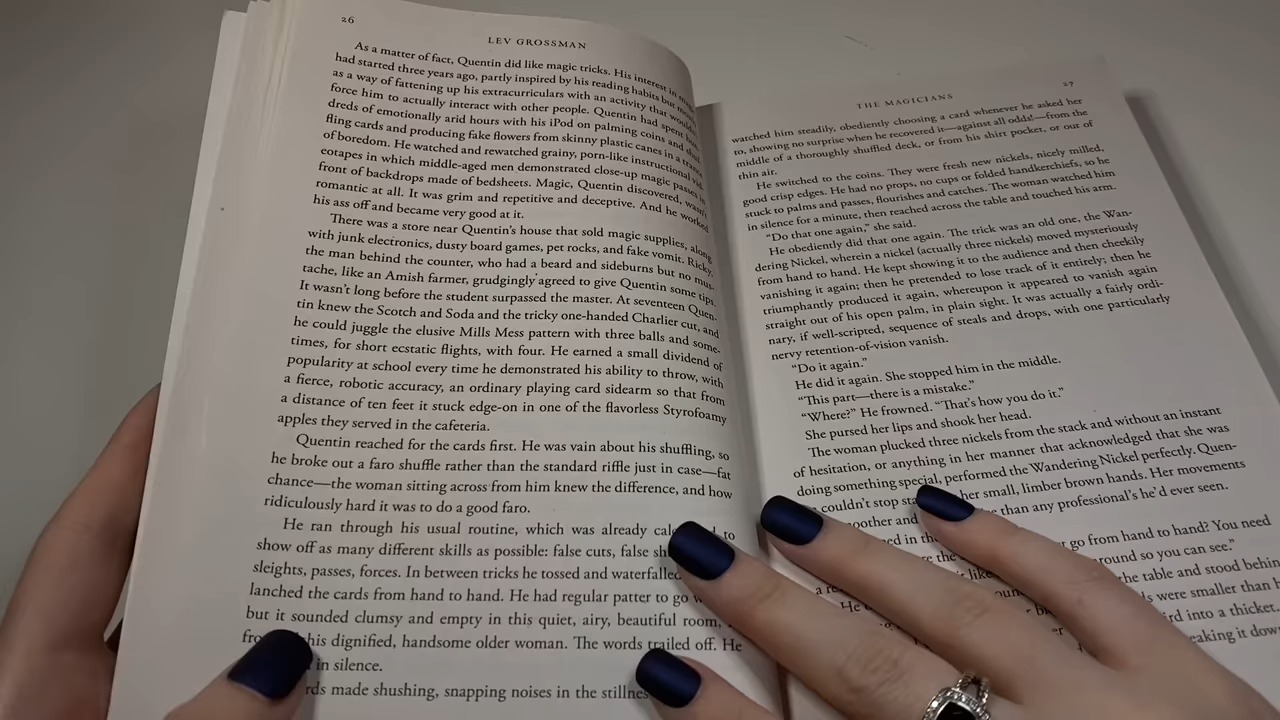 26
LEV GROSSMAN
As a matter of fact, Quentin did like magic tricks. His interest in
had started three years ago, partly inspired by his reading habits but
as a way of fattening up his extracurriculars with an activity that would
force him to actually interact with other people. Quentin had spent
dreds of emotionally arid hours with his iPod on palming coins and
fling cards and producing fake flowers from skinny plastic canes in a
of boredom. He watched and rewatched grainy, porn-like instructional vid-
eotapes in which middle-aged men demonstrated close-up magic passes in
front of backdrops made of bedsheets. Magic, Quentin discovered, wasn't
romantic at all. It was grim and repetitive and deceptive. And he worked
his ass off and became very good at it.
There was a store near Quentin's house that sold magic supplies, along
with junk electronics, dusty board games, pet rocks, and fake vomit. Ricky,
the man behind the counter, who had a beard and sideburns but no mus-
tache, like an Amish farmer, grudgingly agreed to give Quentin some tips.
It wasn't long before the student surpassed the master. At seventeen Quen-
tin knew the Scotch and Soda and the tricky one-handed Charlier cut, and
he could juggle the elusive Mills Mess pattern with three balls and some-
times, for short ecstatic flights, with four. He earned a small dividend of
popularity at school every time he demonstrated his ability to throw, with
a fierce, robotic accuracy, an ordinary playing card sidearm so that from
a distance of ten feet it stuck edge-on in one of the flavorless Styrofoamy
apples they served in the cafeteria.
Quentin reached for the cards first. He was vain about his shuffling, so
he broke out a faro shuffle rather than the standard riffle just in case—fat
chance—the woman sitting across from him knew the difference, and how
ridiculously hard it was to do a good faro.
He ran through his usual routine, which was already to
show off as many different skills as possible: false cuts, false
sleights, passes, forces. In between tricks he tossed and waterfalled
lanched the cards from hand to hand. He had regular patter to go
but it sounded clumsy and empty in this quiet, airy, beautiful room,
his dignified, handsome older woman. The words trailed off. He
in silence.
made shushing, snapping noises in the
THE MAGICIANS
27
watched him steadily, obediently choosing a card whenever he asked her
to, showing no surprise when he recovered it—against all odds!—from the
middle of a thoroughly shuffled deck, or from his shirt pocket, or out of
thin air.
He switched to the coins. They were fresh new nickels, nicely milled,
good crisp edges. He had no props, no cups or folded handkerchiefs, so he
stuck to palms and passes, flourishes and catches. The woman watched him
in silence for a minute, then reached across the table and touched his arm.
"Do that one again," she said.
He obediently did that one again. The trick was an old one, the Wan-
dering Nickel, wherein a nickel (actually three nickels) moved mysteriously
from hand to hand. He kept showing it to the audience and then cheekily
vanishing it again; then he pretended to lose track of it entirely; then he
triumphantly produced it again, whereupon it appeared to vanish again
straight out of his open palm, in plain sight. It was actually a fairly ordi-
nary, if well-scripted, sequence of steals and drops, with one particularly
nervy retention-of-vision vanish.
"Do it again."
He did it again. She stopped him in the middle.
"This part—there is a mistake."
"Where?" He frowned. "That's how you do it."
She pursed her lips and shook her head.
The woman plucked three nickels from the stack and without an instant
of hesitation, or anything in her manner that acknowledged that she was
doing something special, performed the Wandering Nickel perfectly. Quen-
couldn't stop her small, limber brown hands. Her movements
and than any professional's he'd ever seen.
go from hand to hand? You need
so you can see."
the table and stood behin
were smaller than
into a thicket.
it down
He